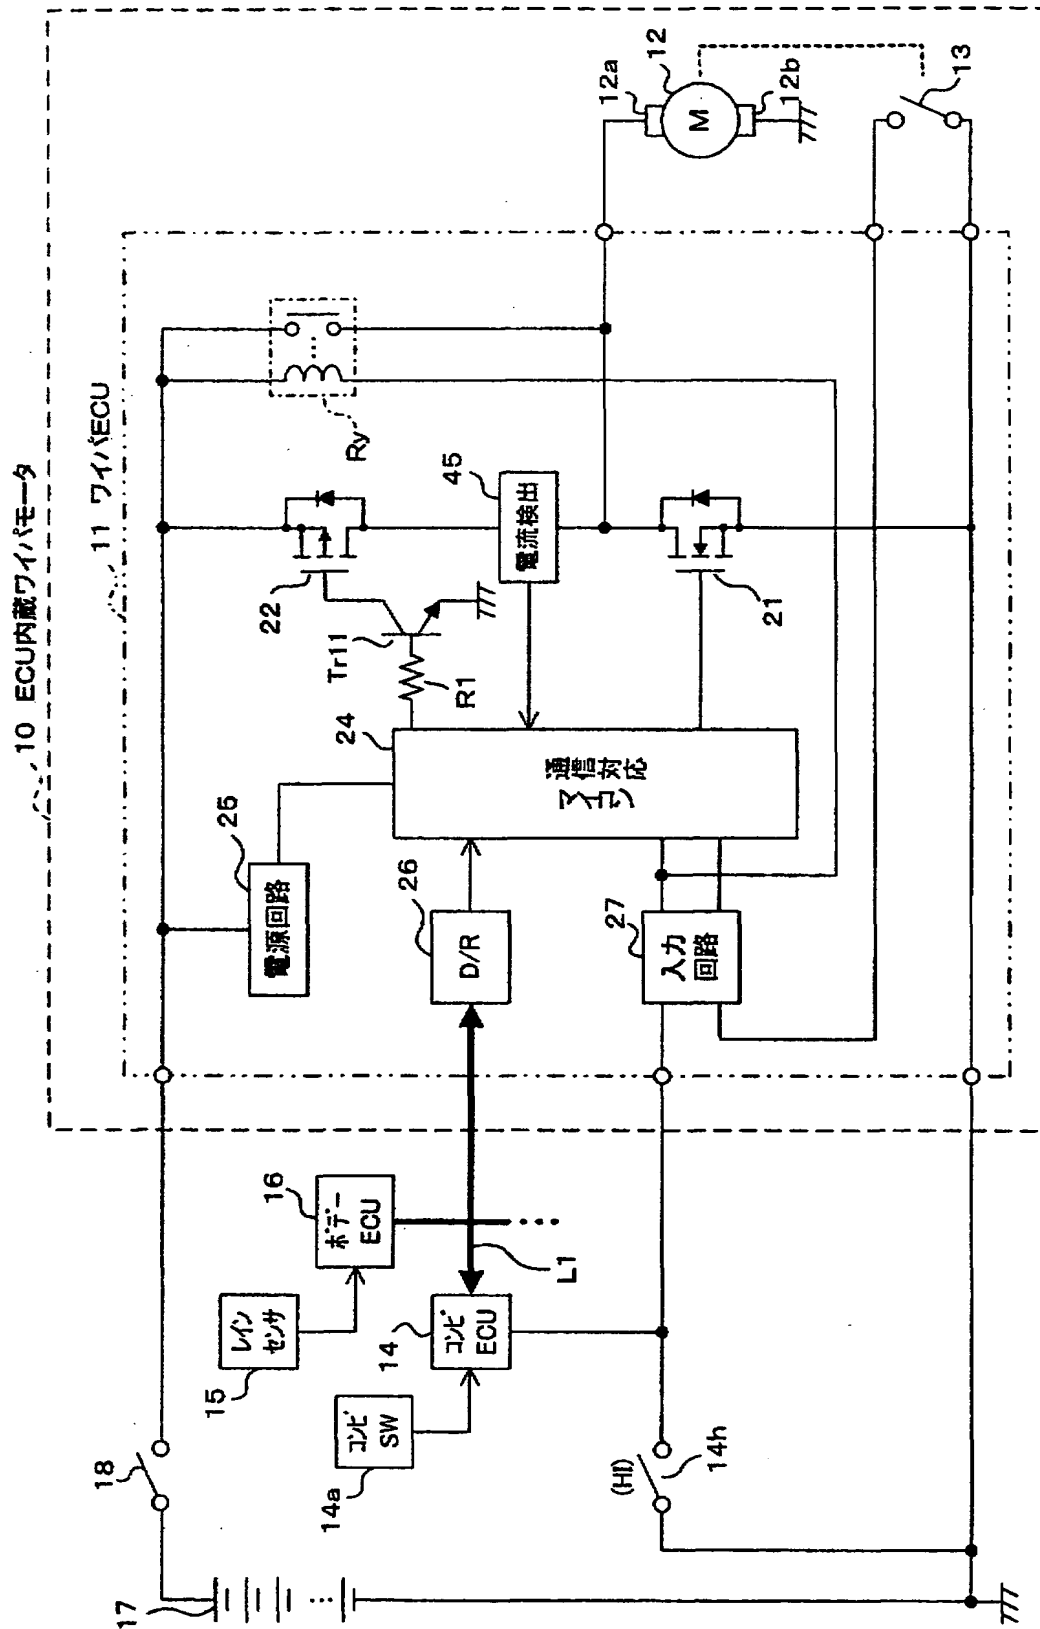 10 ECU内蔵ワイパモータ
11 ワイパECU
12a
12
M
12b
13
Ry
22
Tr11
R1
45
電流検出
21
24
通信対応
マイコン
25
電源回路
26
D/R
27
入力
回路
16
ボデー
ECU
15
レイン
センサ
L1
14
コンビ
ECU
コンビ
SW
14a
18
(HI)
14h
17